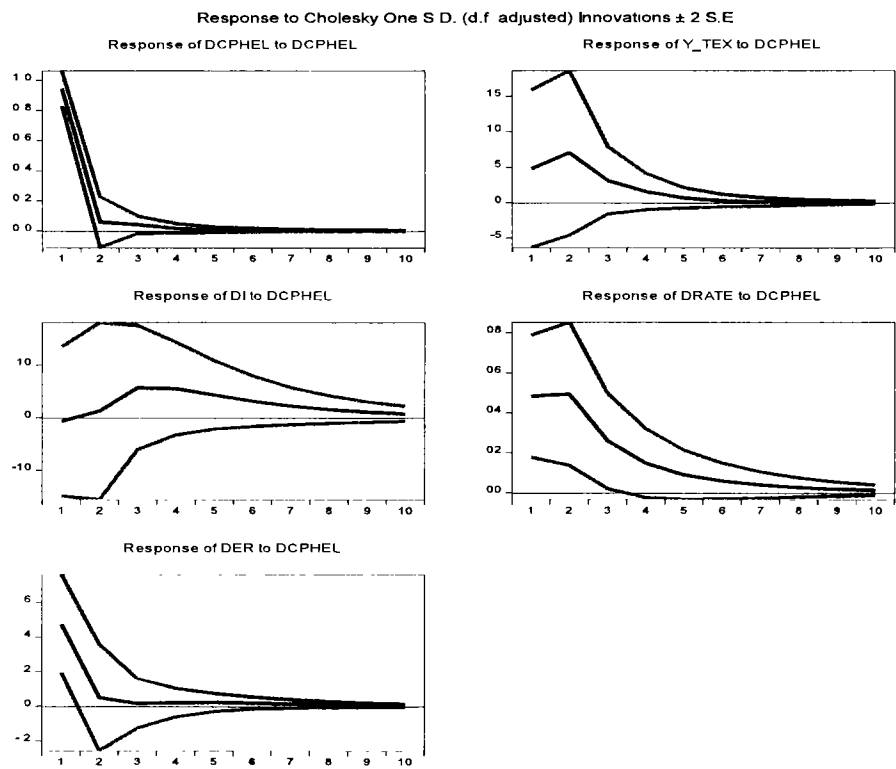 Response to Cholesky One S D. (d.f adjusted) Innovations ± 2 S.E
Response of DCPHEL to DCPHEL
1 0
0 8
0 6
0 4
0 2
0 0
1 2 3 4 5 6 7 8 9 10
Response of Y_TEX to DCPHEL
15
10
5
0
-5
1 2 3 4 5 6 7 8 9 10
Response of DI to DCPHEL
10
0
-10
1 2 3 4 5 6 7 8 9 10
Response of DRATE to DCPHEL
08
04
02
00
1 2 3 4 5 6 7 8 9 10
Response of DER to DCPHEL
6
4
2
0
-2
1 2 3 4 5 6 7 8 9 10